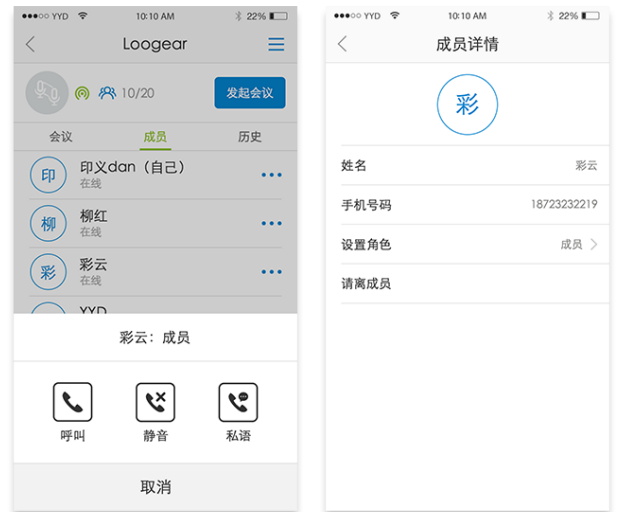 YYD 10:10 AM 22%
Loogear
10/20 发起会议
会议 成员 历史
印 印义dan（自己）
在线
柳 柳红
在线
彩 彩云
在线
YYD
彩云：成员
呼叫 静音 私语
取消
YYD 10:10 AM 22%
成员详情
彩
姓名 彩云
手机号码 18723232219
设置角色 成员
请离成员